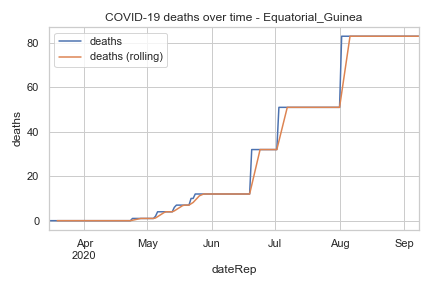 COVID-19 deaths over time - Equatorial_Guinea
deaths
deaths (rolling)
80
60
40
20
0
deaths
Apr
2020
May
Jun
Jul
Aug
Sep
dateRep